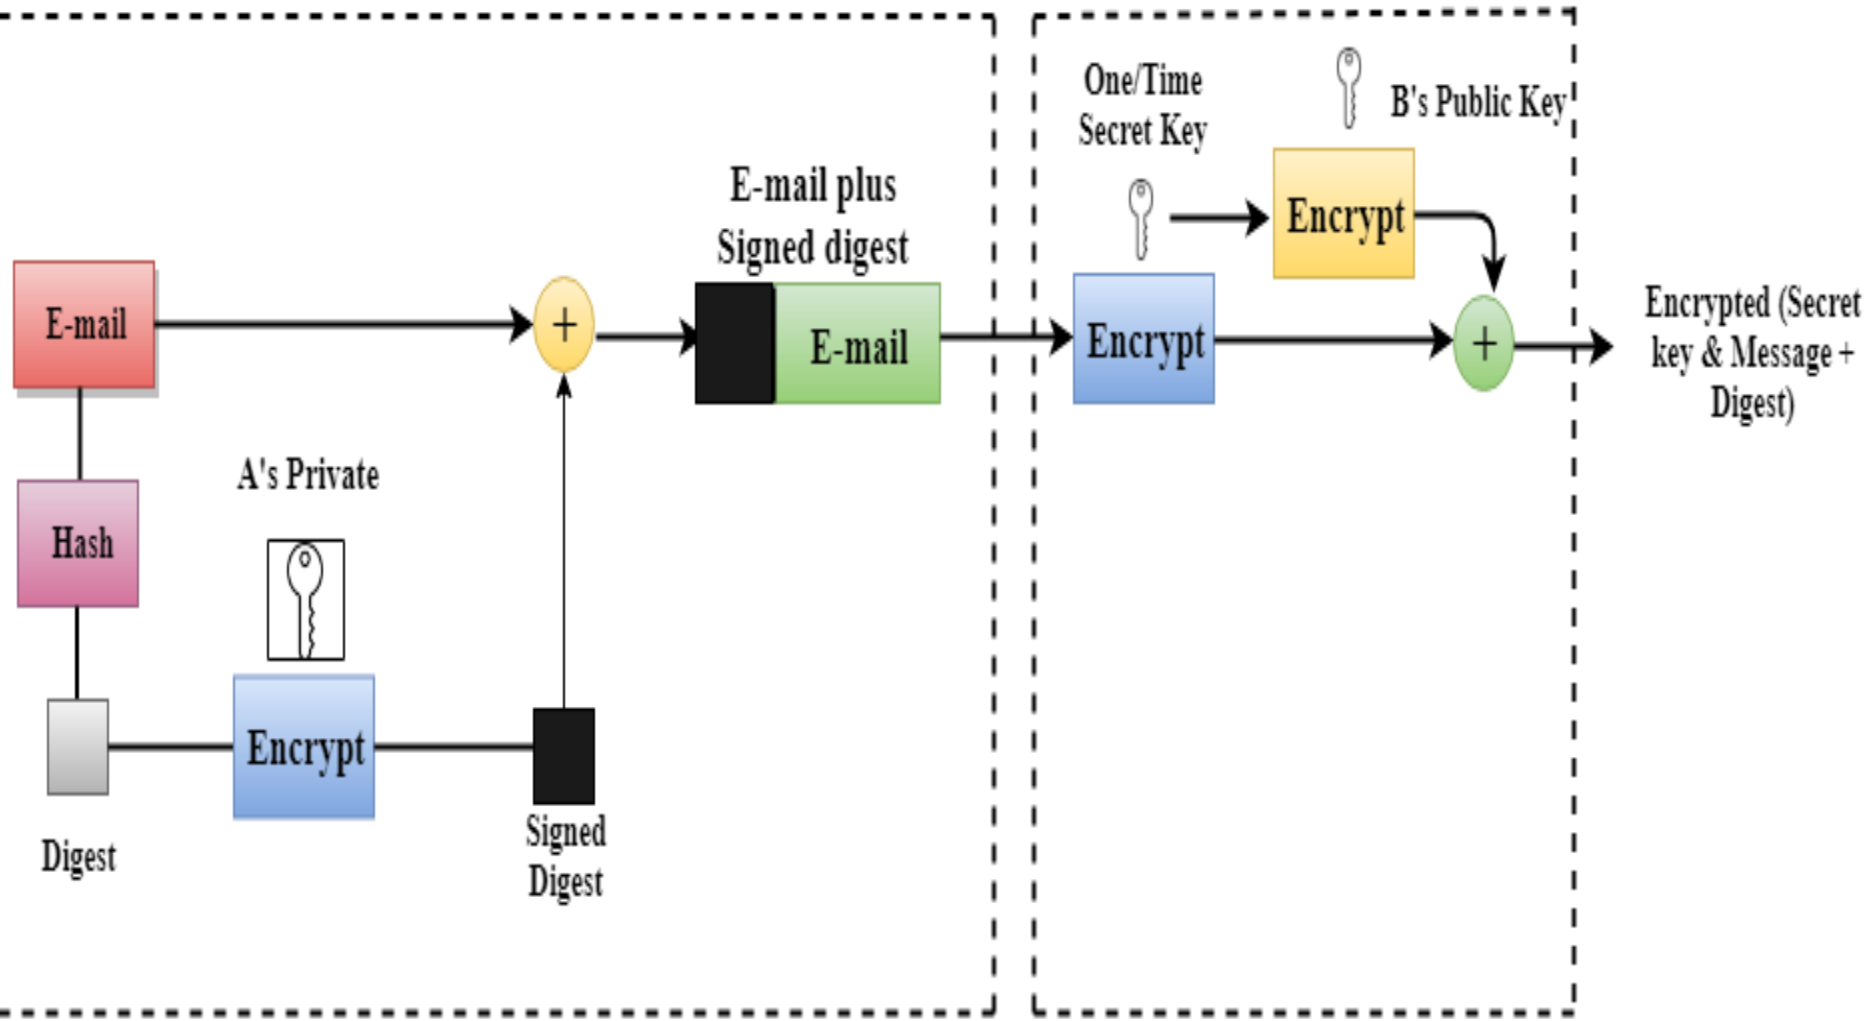 One/Time
Secret Key
B's Public Key
E-mail plus
Signed digest
Encrypt
E-mail
+
E-mail
Encrypt
+
Encrypted (Secret
key & Message +
Digest)
A's Private
Hash
Encrypt
Digest
Signed
Digest